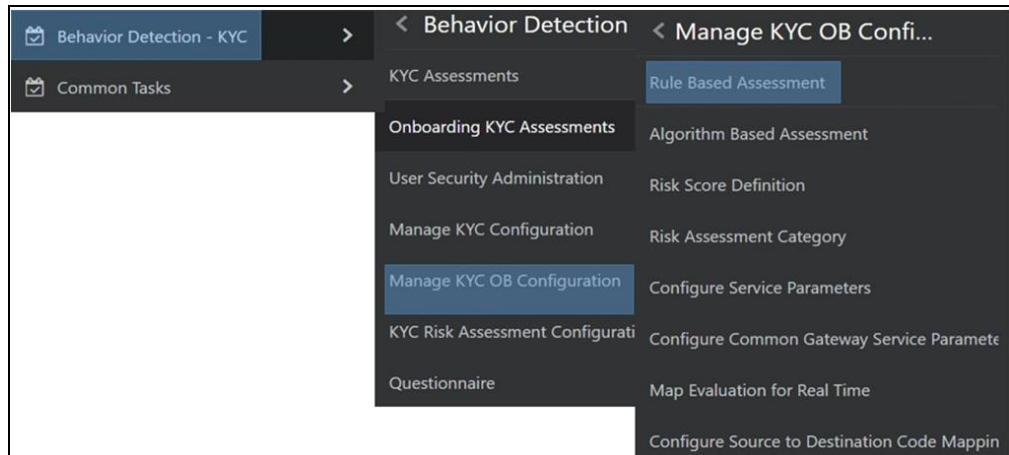 Behavior Detection - KYC
Common Tasks
Behavior Detection
KYC Assessments
Onboarding KYC Assessments
User Security Administration
Manage KYC Configuration
Manage KYC OB Configuration
KYC Risk Assessment Configurati
Questionnaire
Manage KYC OB Confi...
Rule Based Assessment
Algorithm Based Assessment
Risk Score Definition
Risk Assessment Category
Configure Service Parameters
Configure Common Gateway Service Paramete
Map Evaluation for Real Time
Configure Source to Destination Code Mappin